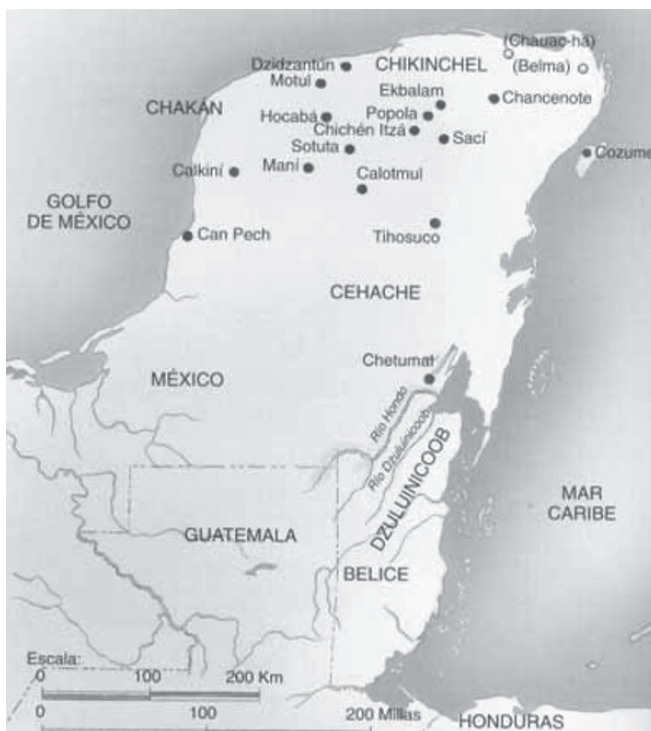 (Chauac-há)
Dzidzantún
CHIKINCHEL
(Belma)
Motul
Ekbalam
Chancenote
CHAKÁN
Popola
Hocabá
Chichén Itzá
Sací
Sotuta
Cozume
Calkiní
Maní
Calotmul
GOLFO
DE MÉXICO
Can Pech
Tihosuco
CEHACHE
Chetumal
MÉXICO
Río Hondo
Río Dzuluinicoob
DZULUINICOOB
MAR
CARIBE
GUATEMALA
BELICE
Escala:
0 100 200 Km
0 100 200 Millas
HONDURAS